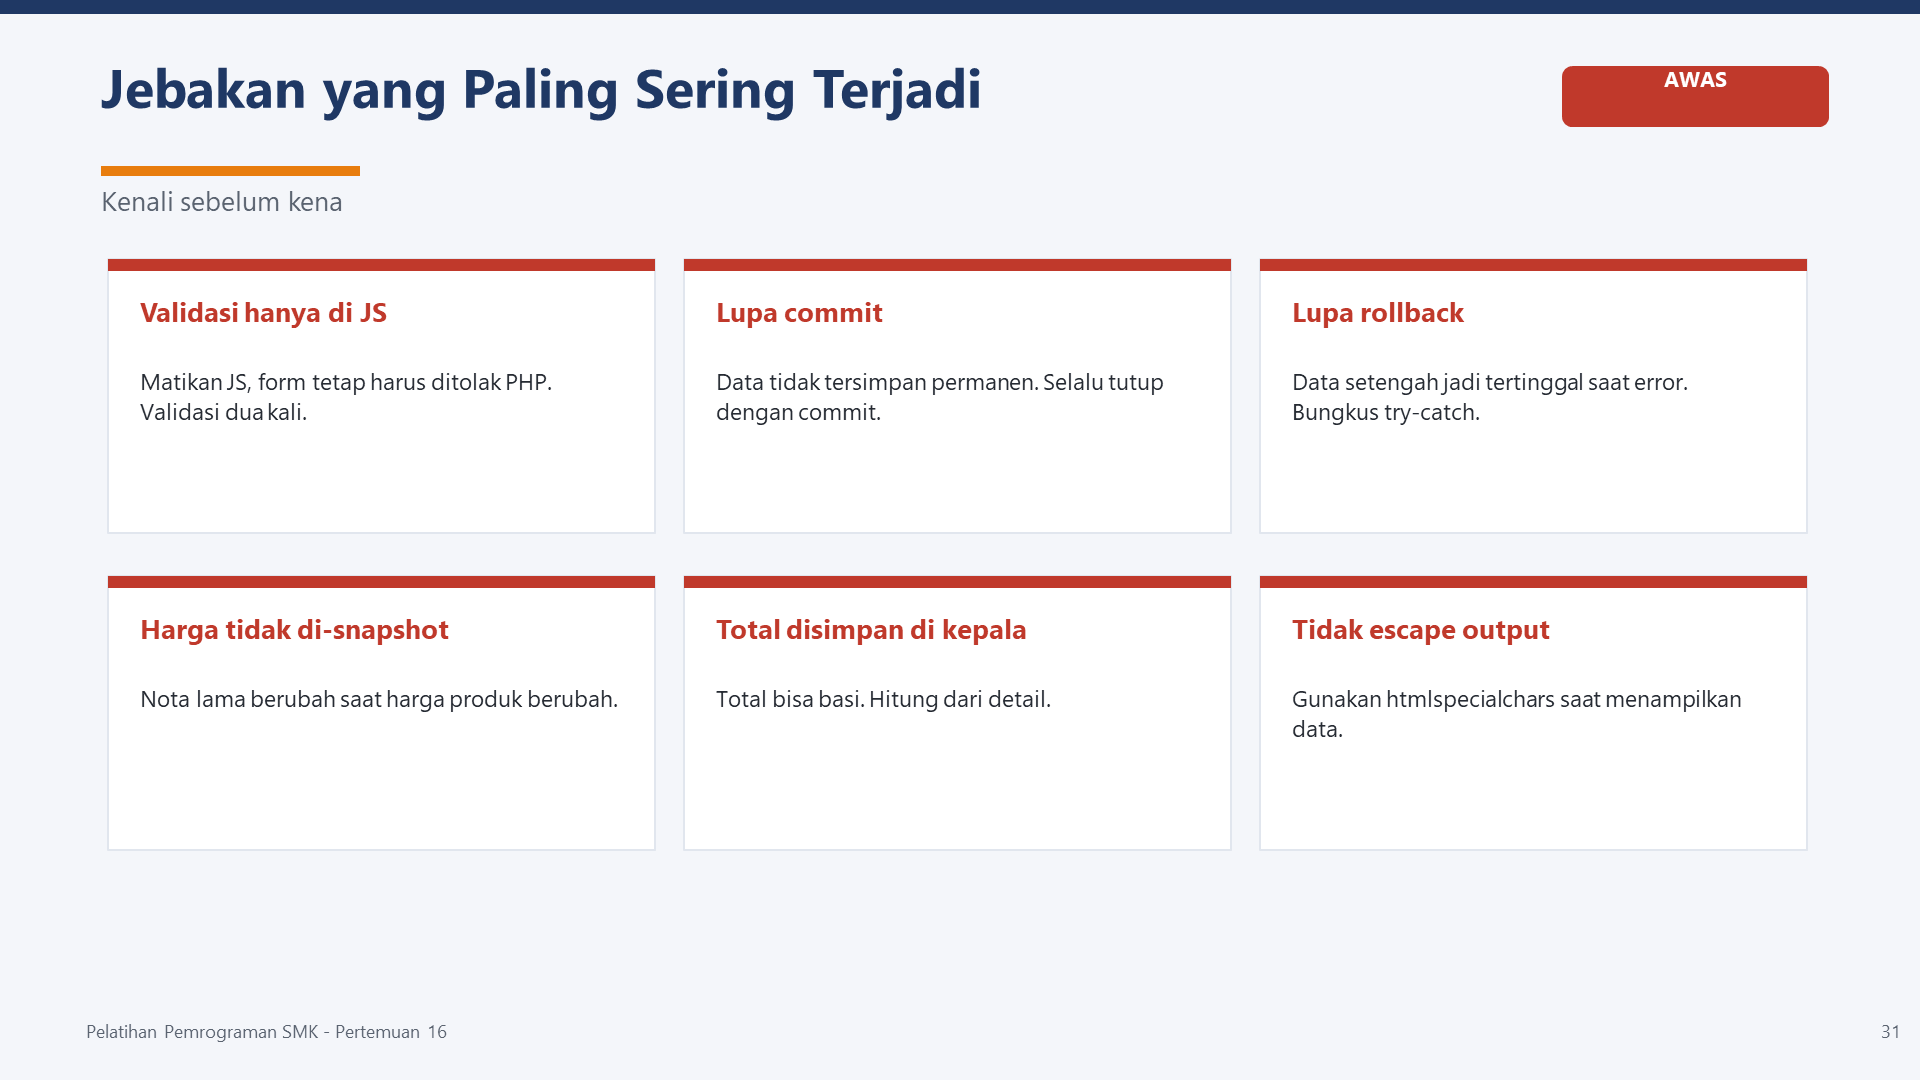 Jebakan yang Paling Sering Terjadi
AWAS
Kenali sebelum kena
Validasi hanya di JS
Matikan JS, form tetap harus ditolak PHP.
Validasi dua kali.
Lupa commit
Data tidak tersimpan permanen. Selalu tutup
dengan commit.
Lupa rollback
Data setengah jadi tertinggal saat error.
Bungkus try-catch.
Harga tidak di-snapshot
Nota lama berubah saat harga produk berubah.
Total disimpan di kepala
Total bisa basi. Hitung dari detail.
Tidak escape output
Gunakan htmlspecialchars saat menampilkan
data.
Pelatihan Pemrograman SMK - Pertemuan 16
31